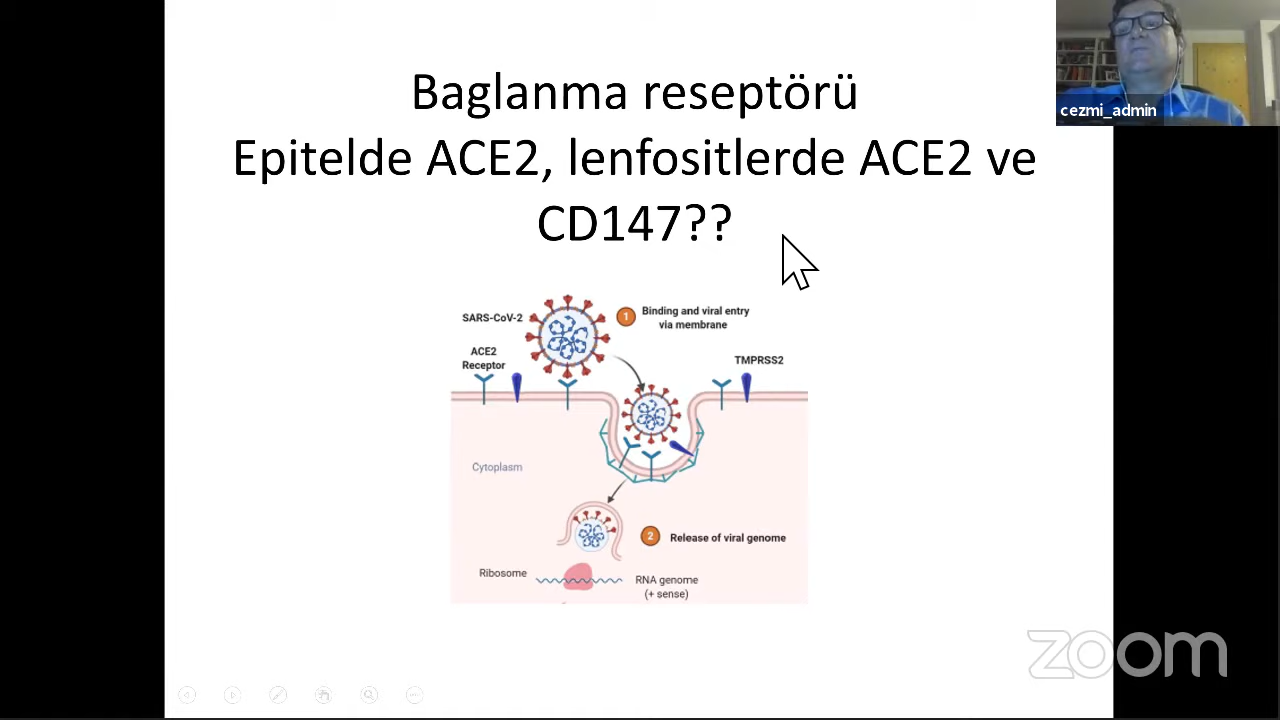 Baglanma reseptörü
Epitelde ACE2, lenfositlerde ACE2 ve
CD147??
cezmi_admin
SARS-CoV-2
1
Binding and viral entry
via membrane
ACE2
Receptor
TMPRSS2
Cytoplasm
2
Release of viral genome
Ribosome
RNA genome
(+ sense)
zoom